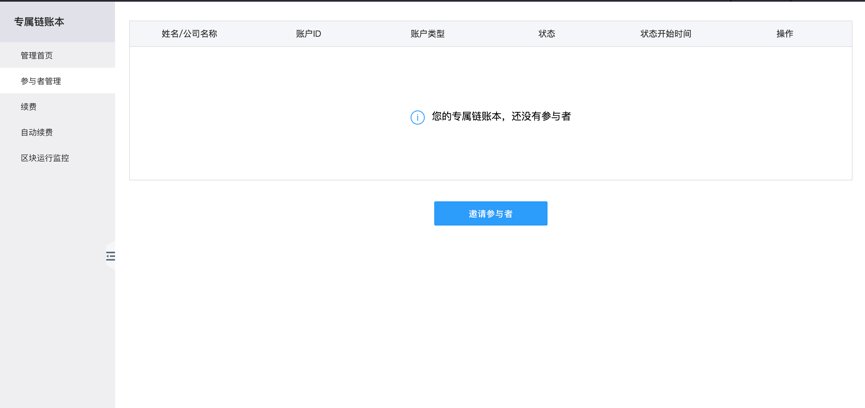 专属链账本
管理首页
参与者管理
续费
自动续费
区块运行监控
姓名/公司名称 账户ID 账户类型 状态 状态开始时间 操作
您的专属链账本，还没有参与者
邀请参与者